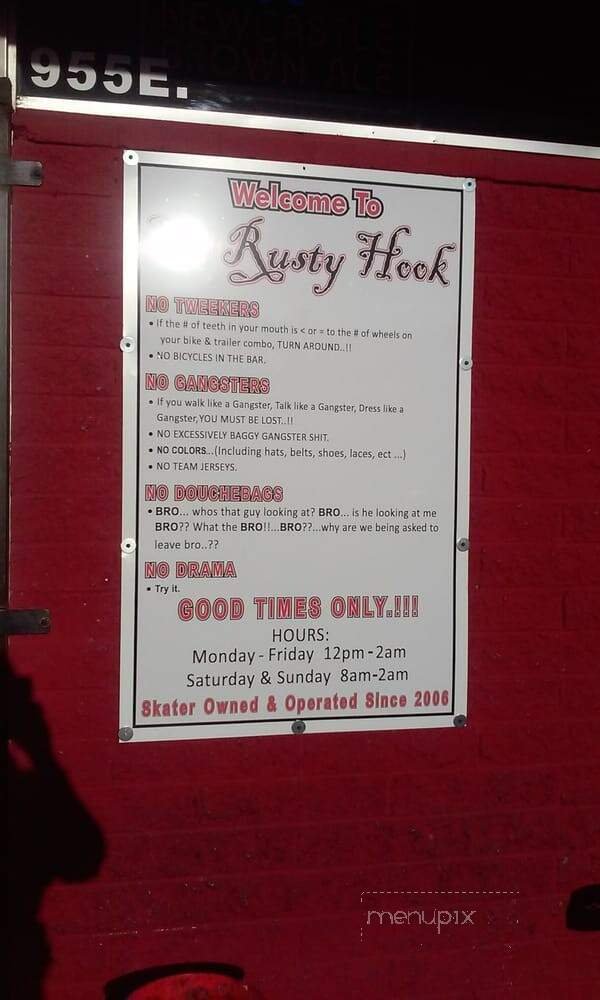 NEWCASTLE
BROWN ALE
955E.
Welcome To
Rusty Hook
NO TWEEKERS
• If the # of teeth in your mouth is < or = to the # of wheels on
your bike & trailer combo, TURN AROUND..!!
• NO BICYCLES IN THE BAR.
NO GANGSTERS
• If you walk like a Gangster, Talk like a Gangster, Dress like a
Gangster,YOU MUST BE LOST..!!
• NO EXCESSIVELY BAGGY GANGSTER SHIT.
• NO COLORS...(Including hats, belts, shoes, laces, ect ...)
• NO TEAM JERSEYS.
NO DOUCHEBAGS
• BRO... whos that guy looking at? BRO... is he looking at me
BRO?? What the BRO!!...BRO??...why are we being asked to
leave bro..??
NO DRAMA
• Try it.
GOOD TIMES ONLY.!!!
HOURS:
Monday - Friday 12pm-2am
Saturday & Sunday 8am-2am
Skater Owned & Operated Since 2006
menupix